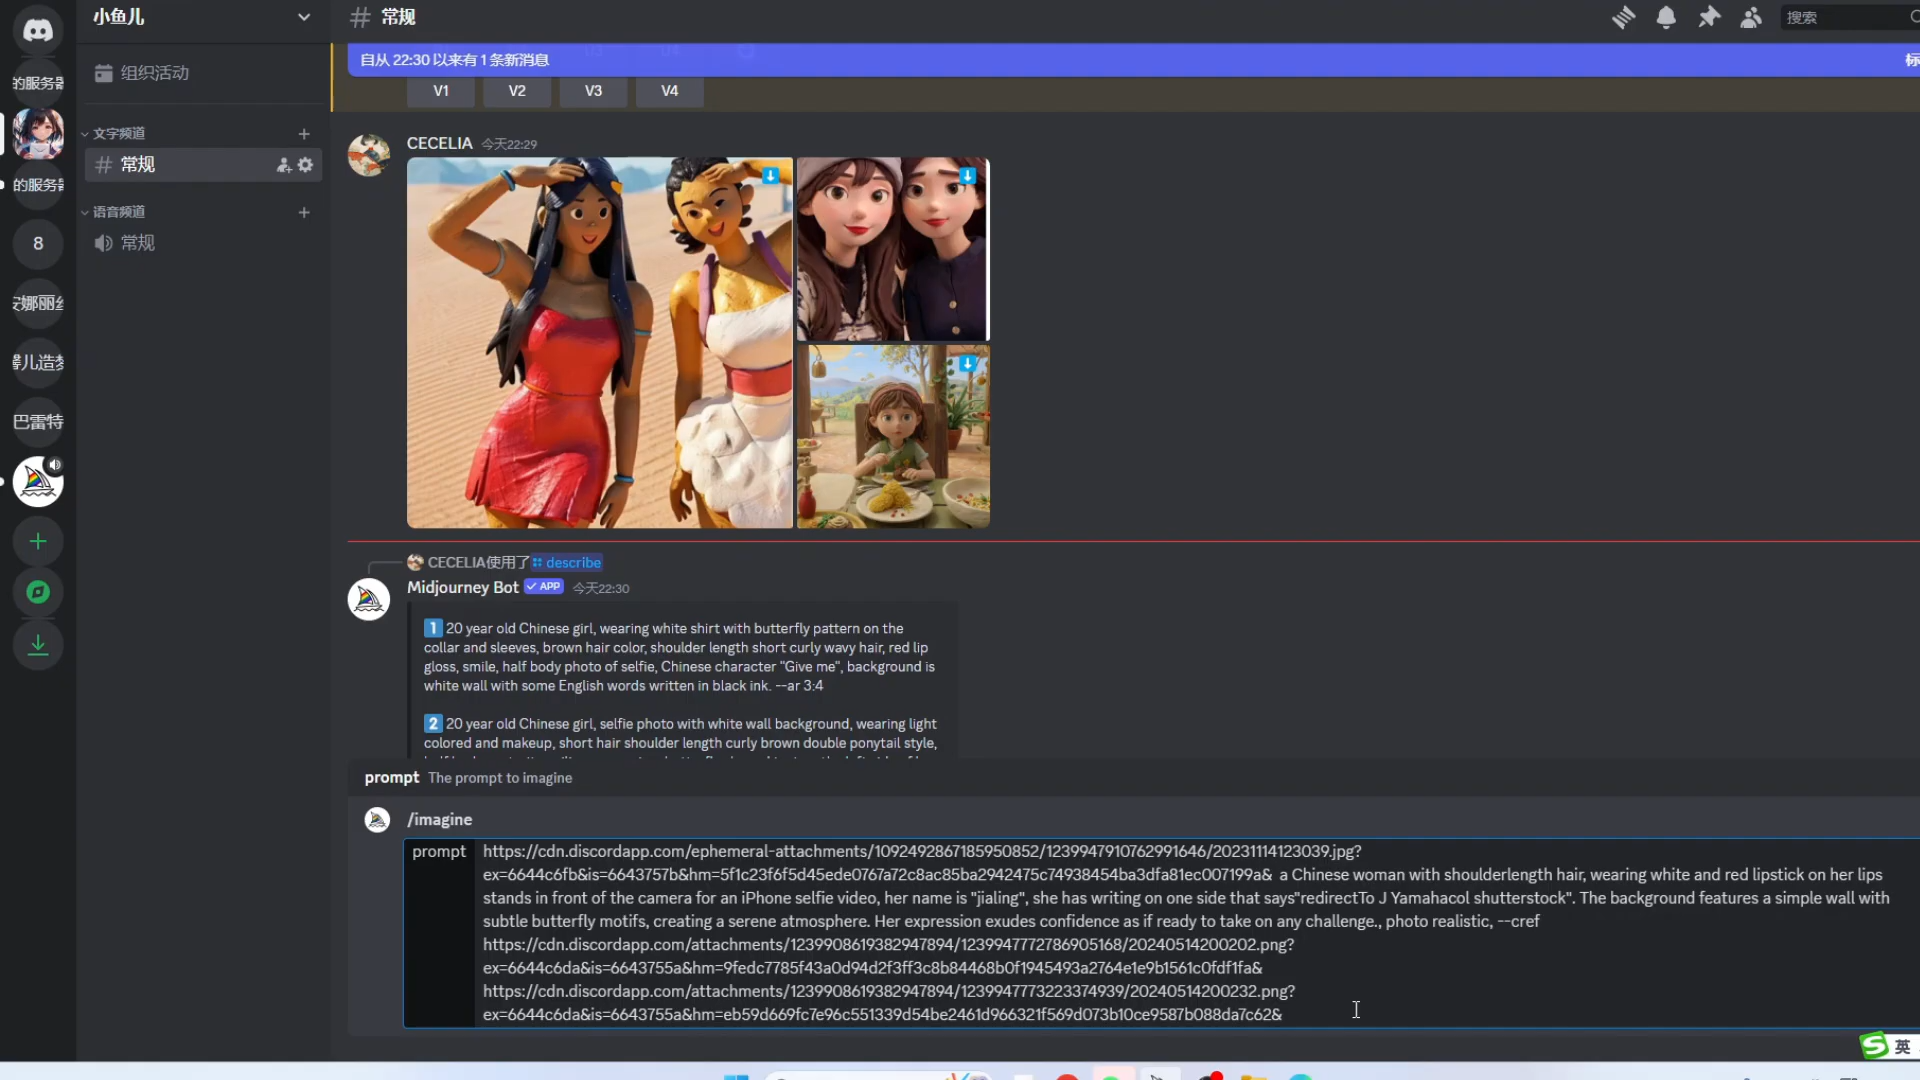 小鱼儿
常规
搜索
的服务器
组织活动
自从 22:30 以来有 1 条新消息
V1
V2
V3
V4
文字频道
常规
的服务器
语音频道
常规
8
巴雷特
CECELIA 今天22:29
CECELIA使用了 describe
Midjourney Bot APP 今天22:30
1 20 year old Chinese girl, wearing white shirt with butterfly pattern on the
collar and sleeves, brown hair color, shoulder length short curly wavy hair, red lip
gloss, smile, half body photo of selfie, Chinese character "Give me", background is
white wall with some English words written in black ink. --ar 3:4
2 20 year old Chinese girl, selfie photo with white wall background, wearing light
colored and makeup, short hair shoulder length curly brown double ponytail style,
prompt The prompt to imagine
/imagine
prompt https://cdn.discordapp.com/ephemeral-attachments/1092492867185950852/1239947910762991646/20231114123039.jpg?
ex=6644c6fb&is=6643757b&hm=5f1c23f6f5d45ede0767a72c8ac85ba2942475c74938454ba3dfa81ec007199a& a Chinese woman with shoulderlength hair, wearing white and red lipstick on her lips
stands in front of the camera for an iPhone selfie video, her name is "jialing", she has writing on one side that says"redirectTo J Yamahacol shutterstock". The background features a simple wall with
subtle butterfly motifs, creating a serene atmosphere. Her expression exudes confidence as if ready to take on any challenge., photo realistic, --cref
https://cdn.discordapp.com/attachments/1239908619382947894/1239947772786905168/20240514200202.png?
ex=6644c6da&is=6643755a&hm=9fedc7785f43a0d94d2f3ff3c8b84468b0f1945493a2764e1e9b1561c0fdf1fa&
https://cdn.discordapp.com/attachments/1239908619382947894/1239947773223374939/20240514200232.png?
ex=6644c6da&is=6643755a&hm=eb59d669fc7e96c551339d54be2461d966321f569d073b10ce9587b088da7c62&
英